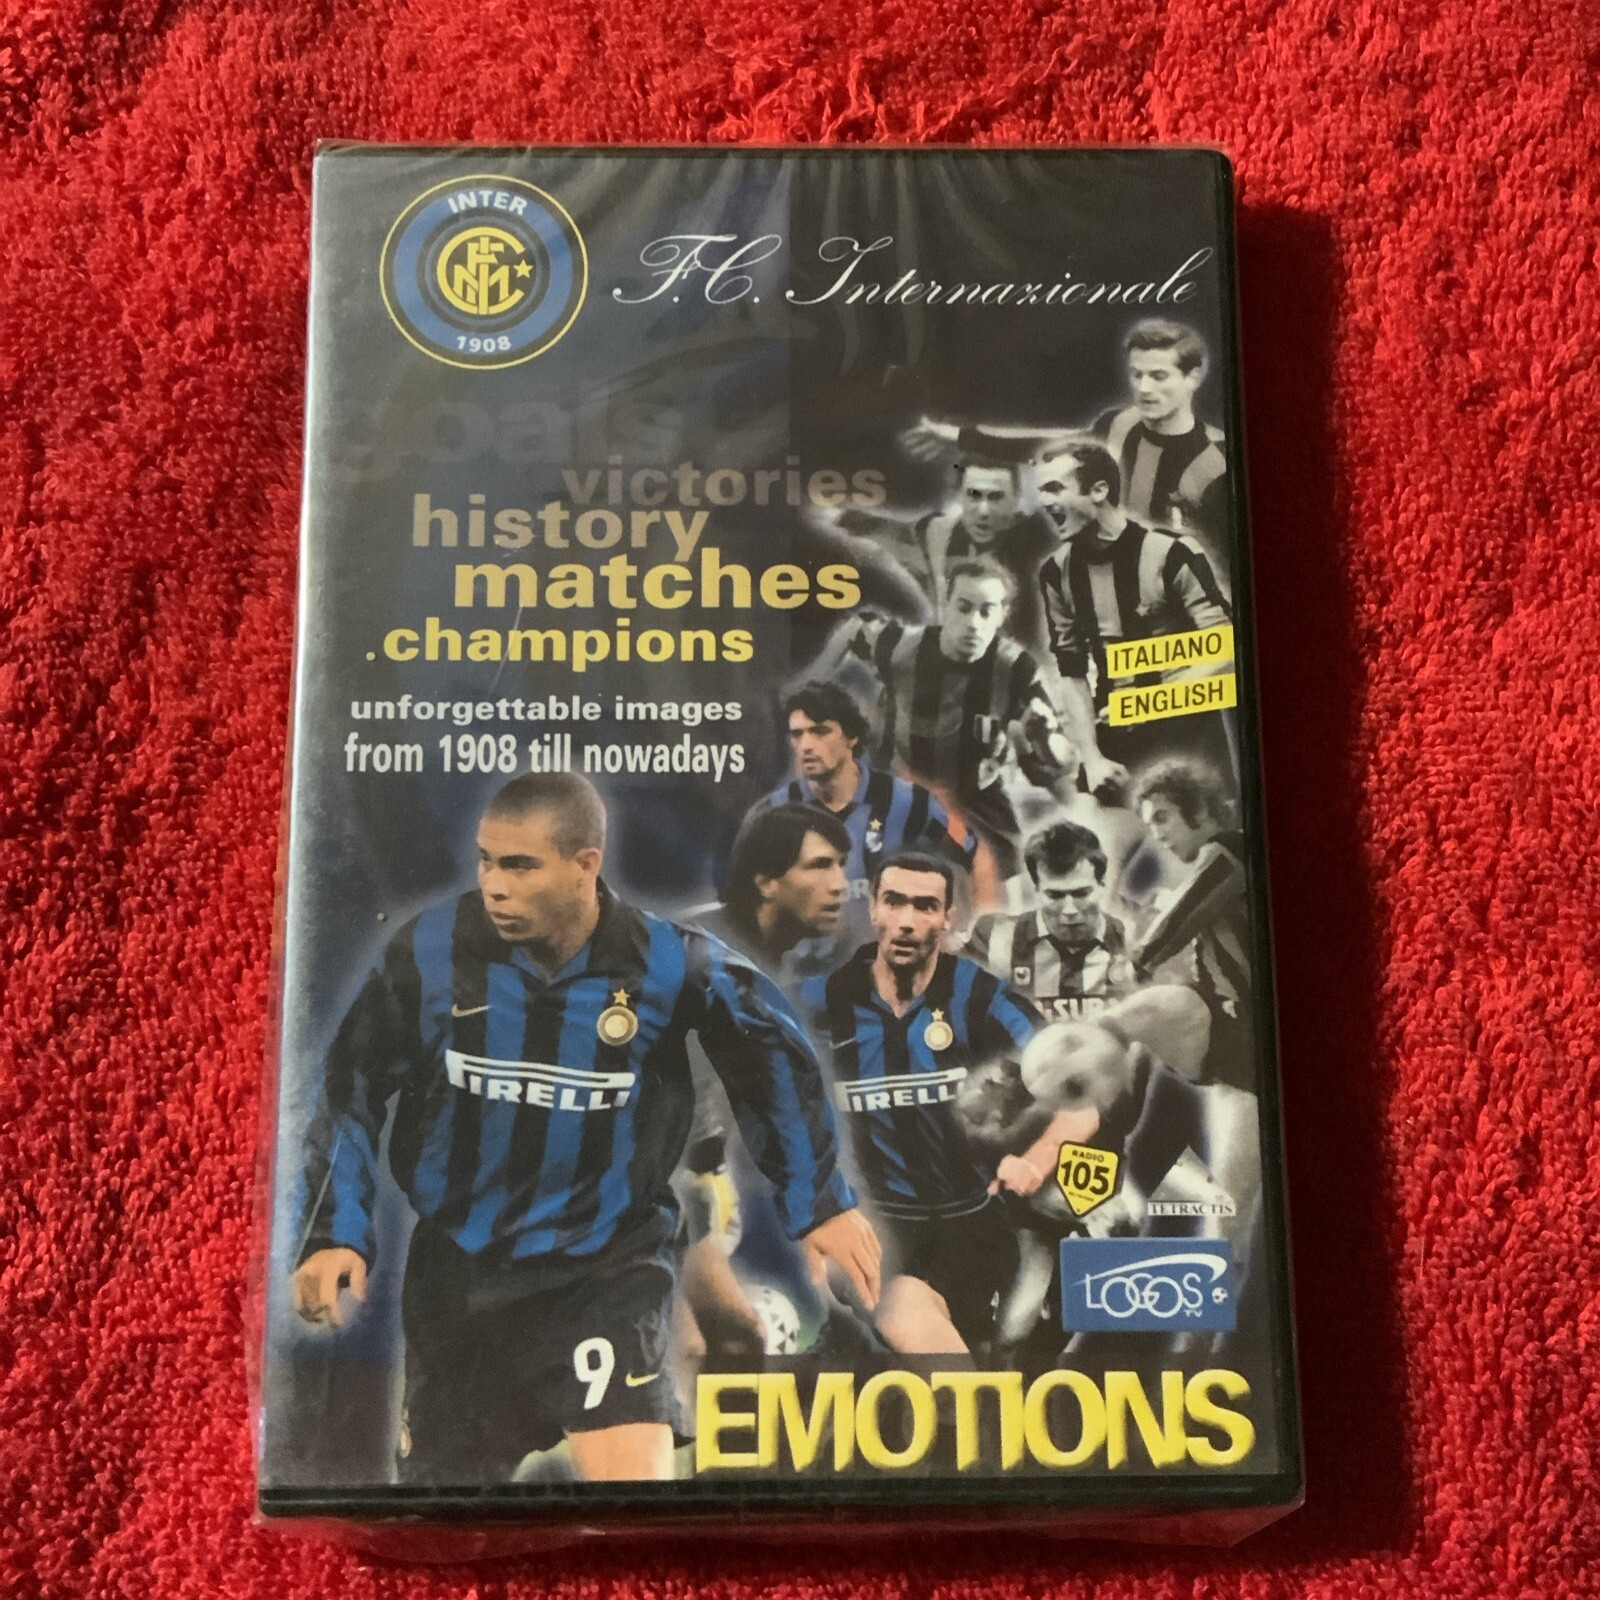 INTER
1908
F.C. Internazionale
goals
victories
history
matches
.champions
unforgettable images
from 1908 till nowadays
ITALIANO
ENGLISH
PIRELLI
PIRELLI
9
RADIO
105
TETRACTIS
LOGOS
TV
EMOTIONS